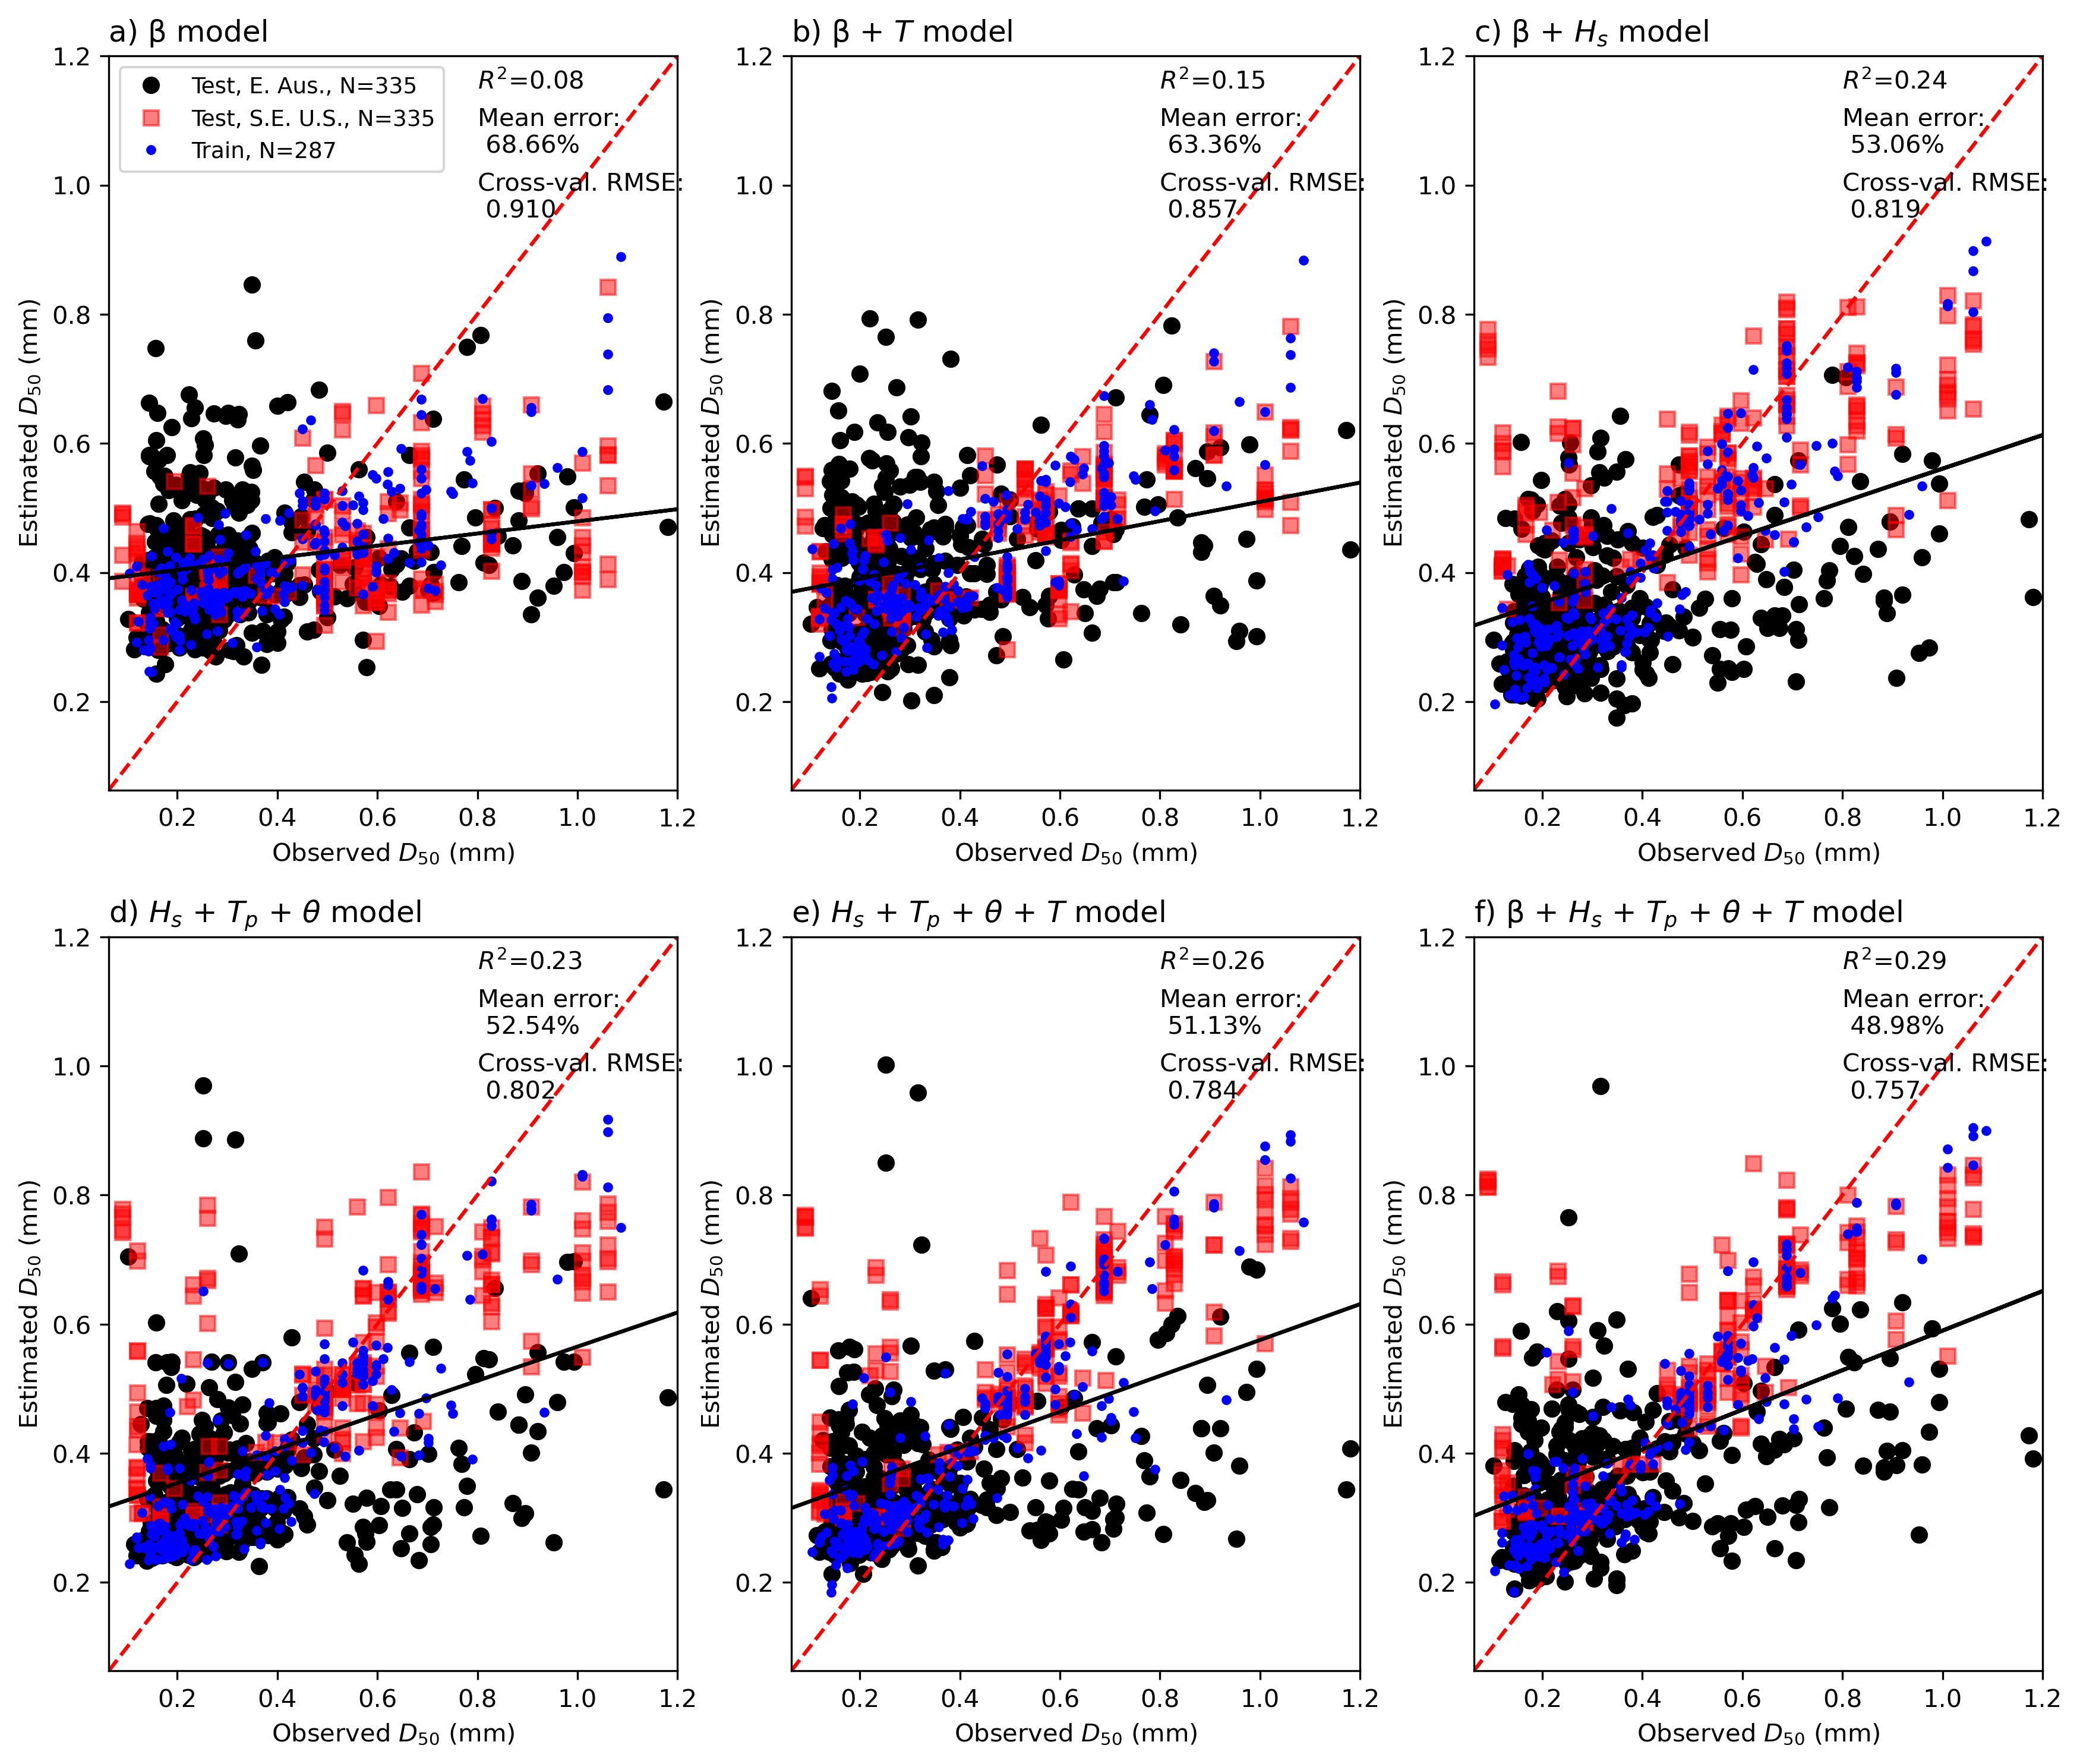 a) β model
R²=0.08
Mean error:
68.66%
Cross-val. RMSE:
0.910
Test, E. Aus., N=335
Test, S.E. U.S., N=335
Train, N=287
1.2
1.0
0.8
0.6
0.4
0.2
Estimated D₅₀ (mm)
0.2 0.4 0.6 0.8 1.0 1.2
Observed D₅₀ (mm)
b) β + T model
R²=0.15
Mean error:
63.36%
Cross-val. RMSE:
0.857
1.2
1.0
0.8
0.6
0.4
0.2
Estimated D₅₀ (mm)
0.2 0.4 0.6 0.8 1.0 1.2
Observed D₅₀ (mm)
c) β + Hₛ model
R²=0.24
Mean error:
53.06%
Cross-val. RMSE:
0.819
1.2
1.0
0.8
0.6
0.4
0.2
Estimated D₅₀ (mm)
0.2 0.4 0.6 0.8 1.0 1.2
Observed D₅₀ (mm)
d) Hₛ + Tₚ + θ model
R²=0.23
Mean error:
52.54%
Cross-val. RMSE:
0.802
1.2
1.0
0.8
0.6
0.4
0.2
Estimated D₅₀ (mm)
0.2 0.4 0.6 0.8 1.0 1.2
Observed D₅₀ (mm)
e) Hₛ + Tₚ + θ + T model
R²=0.26
Mean error:
51.13%
Cross-val. RMSE:
0.784
1.2
1.0
0.8
0.6
0.4
0.2
Estimated D₅₀ (mm)
0.2 0.4 0.6 0.8 1.0 1.2
Observed D₅₀ (mm)
f) β + Hₛ + Tₚ + θ + T model
R²=0.29
Mean error:
48.98%
Cross-val. RMSE:
0.757
1.2
1.0
0.8
0.6
0.4
0.2
Estimated D₅₀ (mm)
0.2 0.4 0.6 0.8 1.0 1.2
Observed D₅₀ (mm)